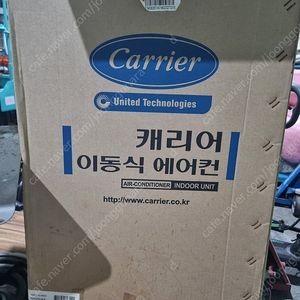 Carrier
United Technologies
캐리어
이동식 에어컨
AIR-CONDITIONER INDOOR UNIT
http://www.carrier.co.kr